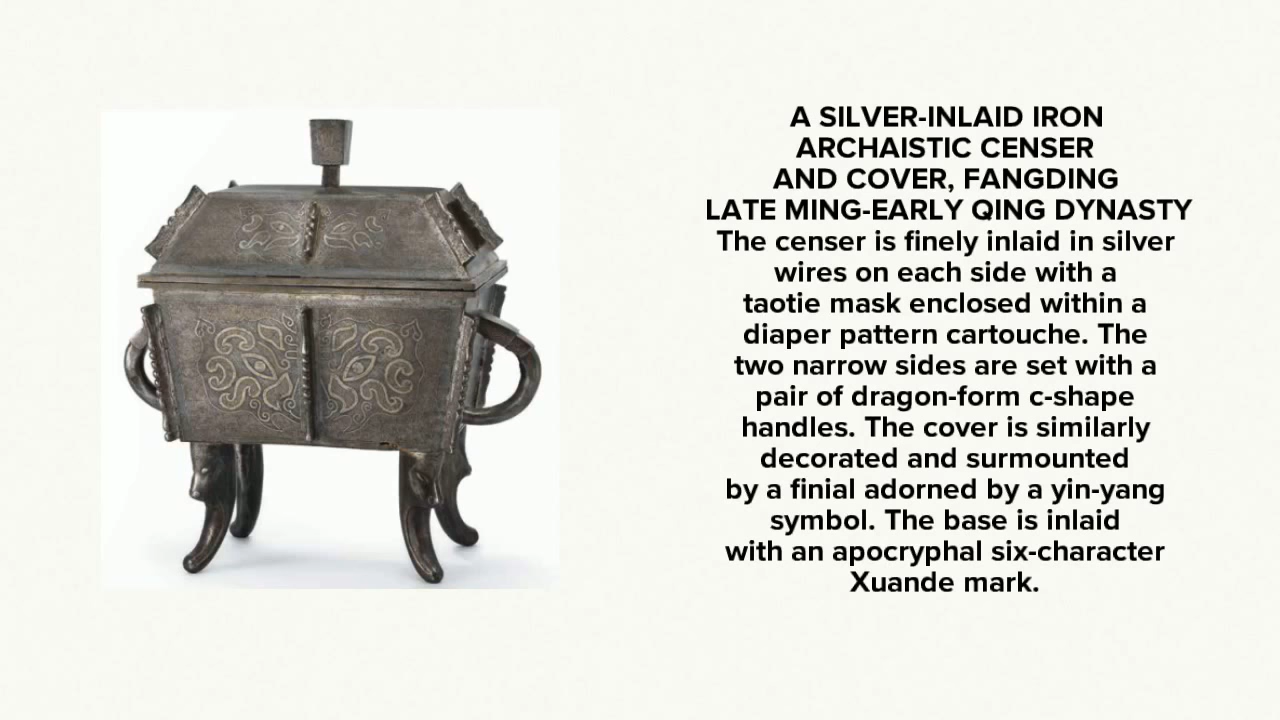 A SILVER-INLAID IRON
ARCHAISTIC CENSER
AND COVER, FANGDING
LATE MING-EARLY QING DYNASTY
The censer is finely inlaid in silver
wires on each side with a
taotie mask enclosed within a
diaper pattern cartouche. The
two narrow sides are set with a
pair of dragon-form c-shape
handles. The cover is similarly
decorated and surmounted
by a finial adorned by a yin-yang
symbol. The base is inlaid
with an apocryphal six-character
Xuande mark.